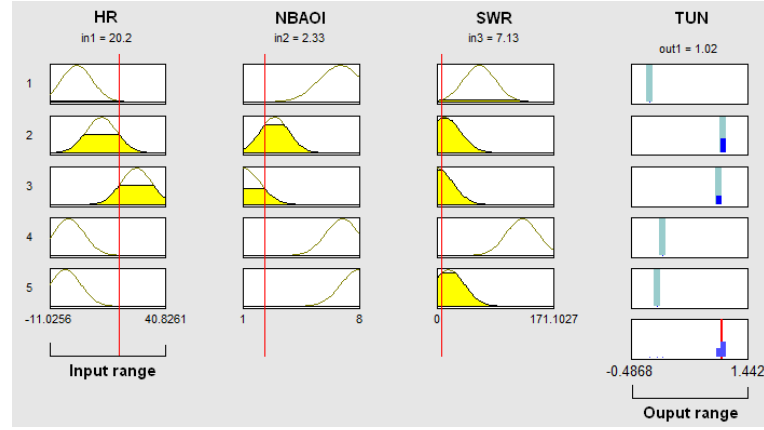 HR NBAOI SWR TUN
in1 = 20.2 in2 = 2.33 in3 = 7.13 out1 = 1.02
1
2
3
4
5
-11.0256 40.8261 1 8 0 171.1027
-0.4868 1.442
Input range
Ouput range